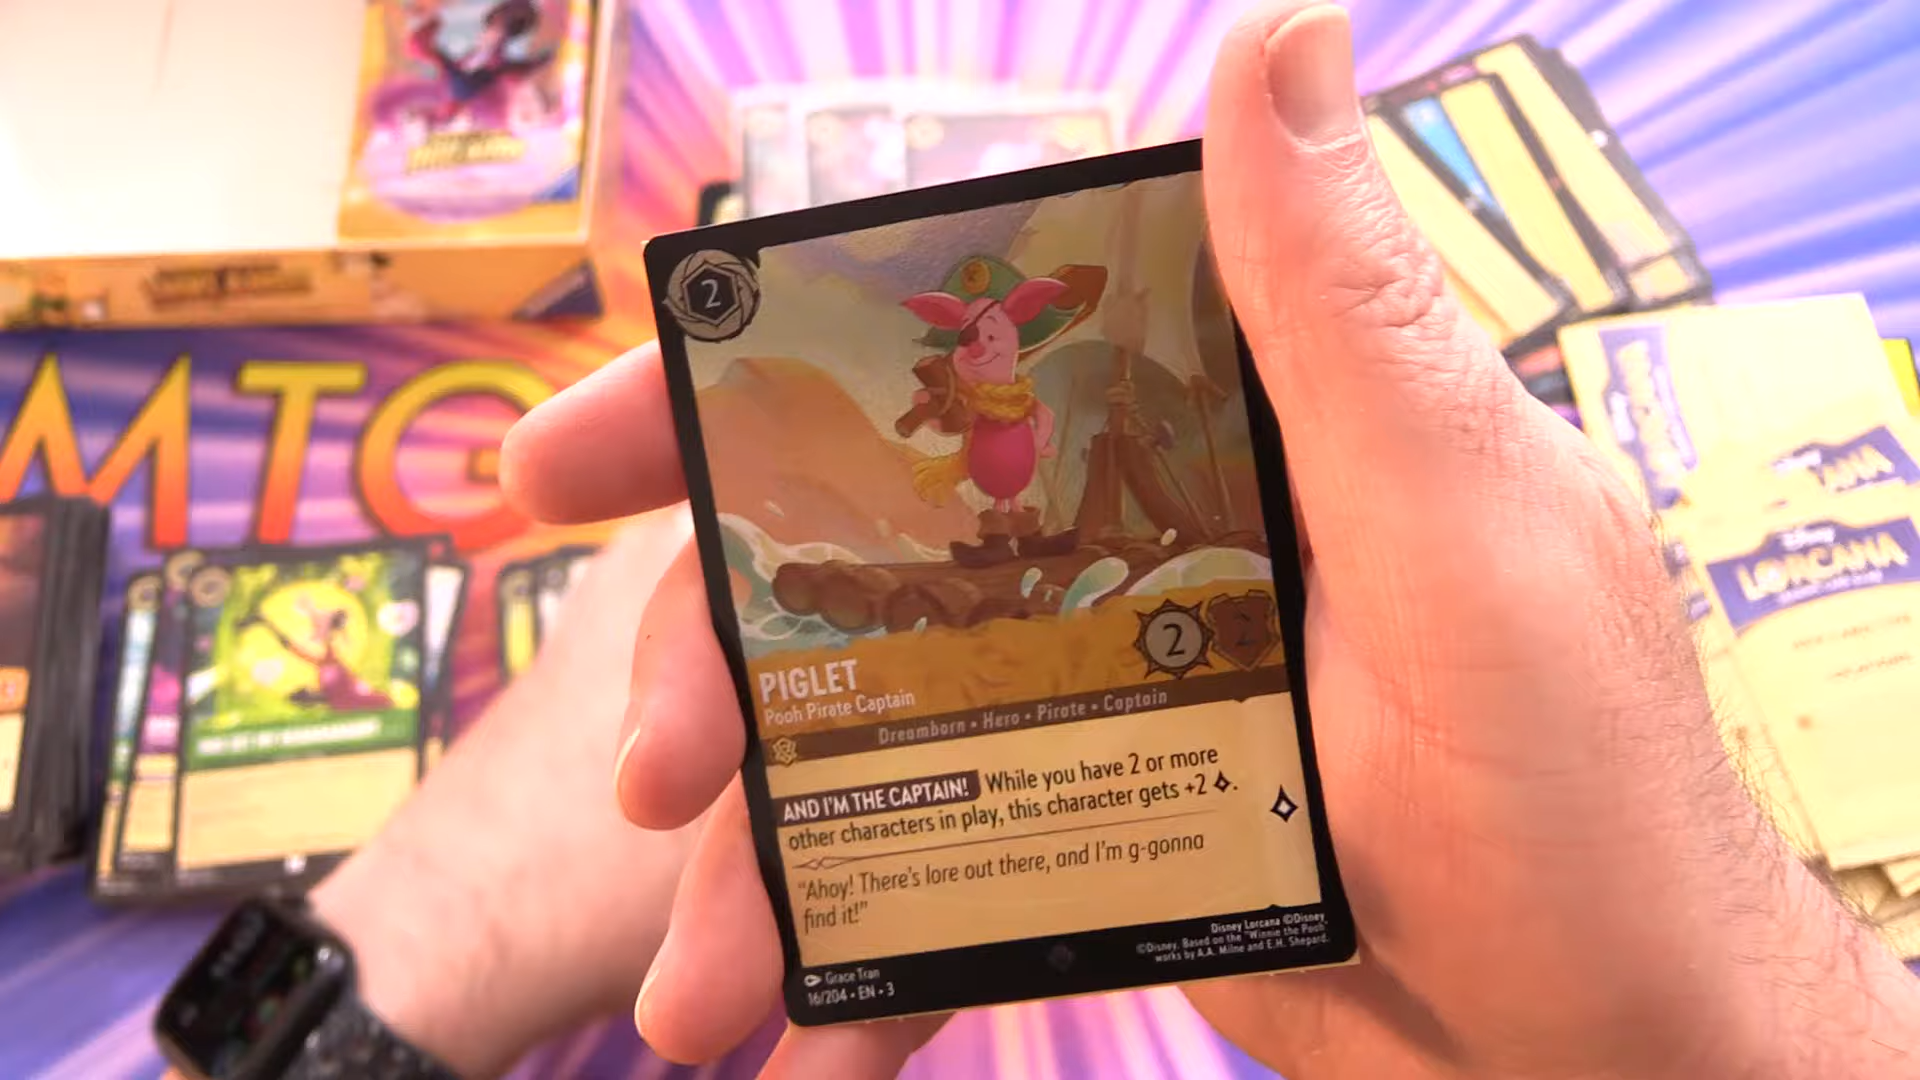 MTG
2
2
2
PIGLET
Pooh Pirate Captain
Dreamborn • Hero • Pirate • Captain
AND I'M THE CAPTAIN! While you have 2 or more
other characters in play, this character gets +2
"Ahoy! There's lore out there, and I'm g-gonna
find it!"
Grace Tran
16/204 • EN • 3
Disney Lorcana ©Disney
©Disney. Based on the "Winnie the Pooh"
works by A.A. Milne and E.H. Shepard.
Disney
LORCANA